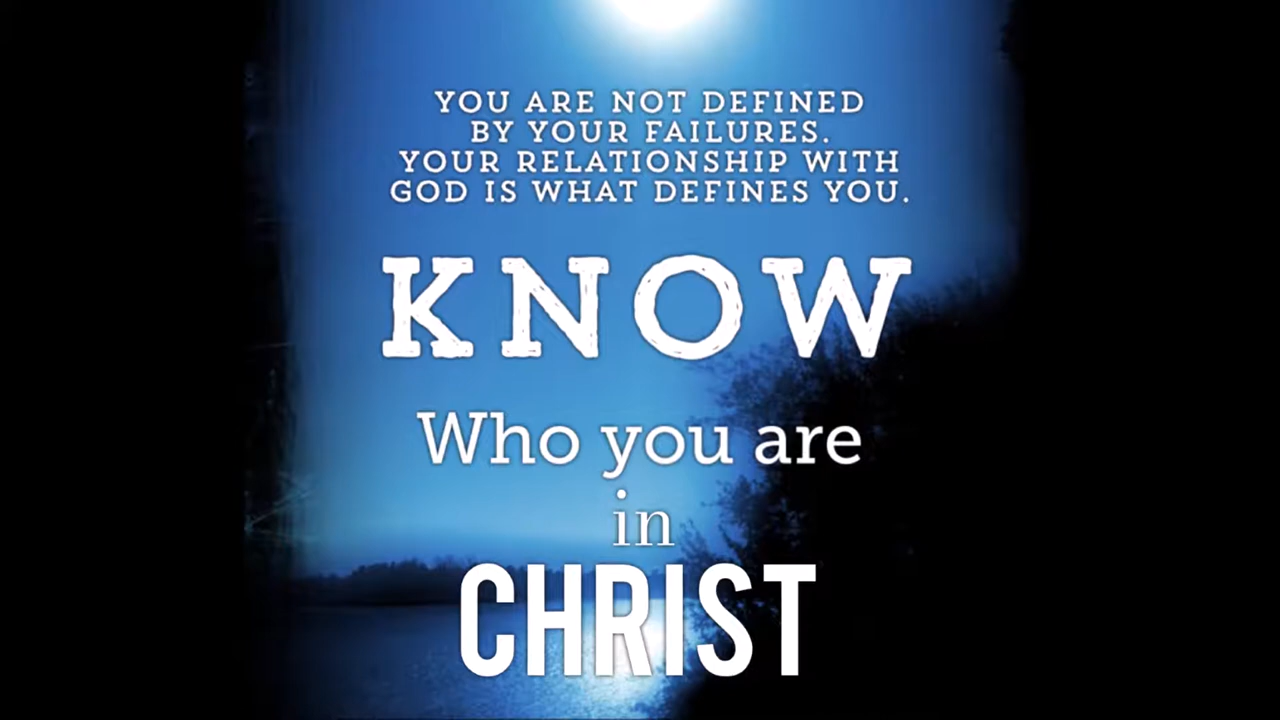 YOU ARE NOT DEFINED
BY YOUR FAILURES.
YOUR RELATIONSHIP WITH
GOD IS WHAT DEFINES YOU.
KNOW
Who you are
in
CHRIST